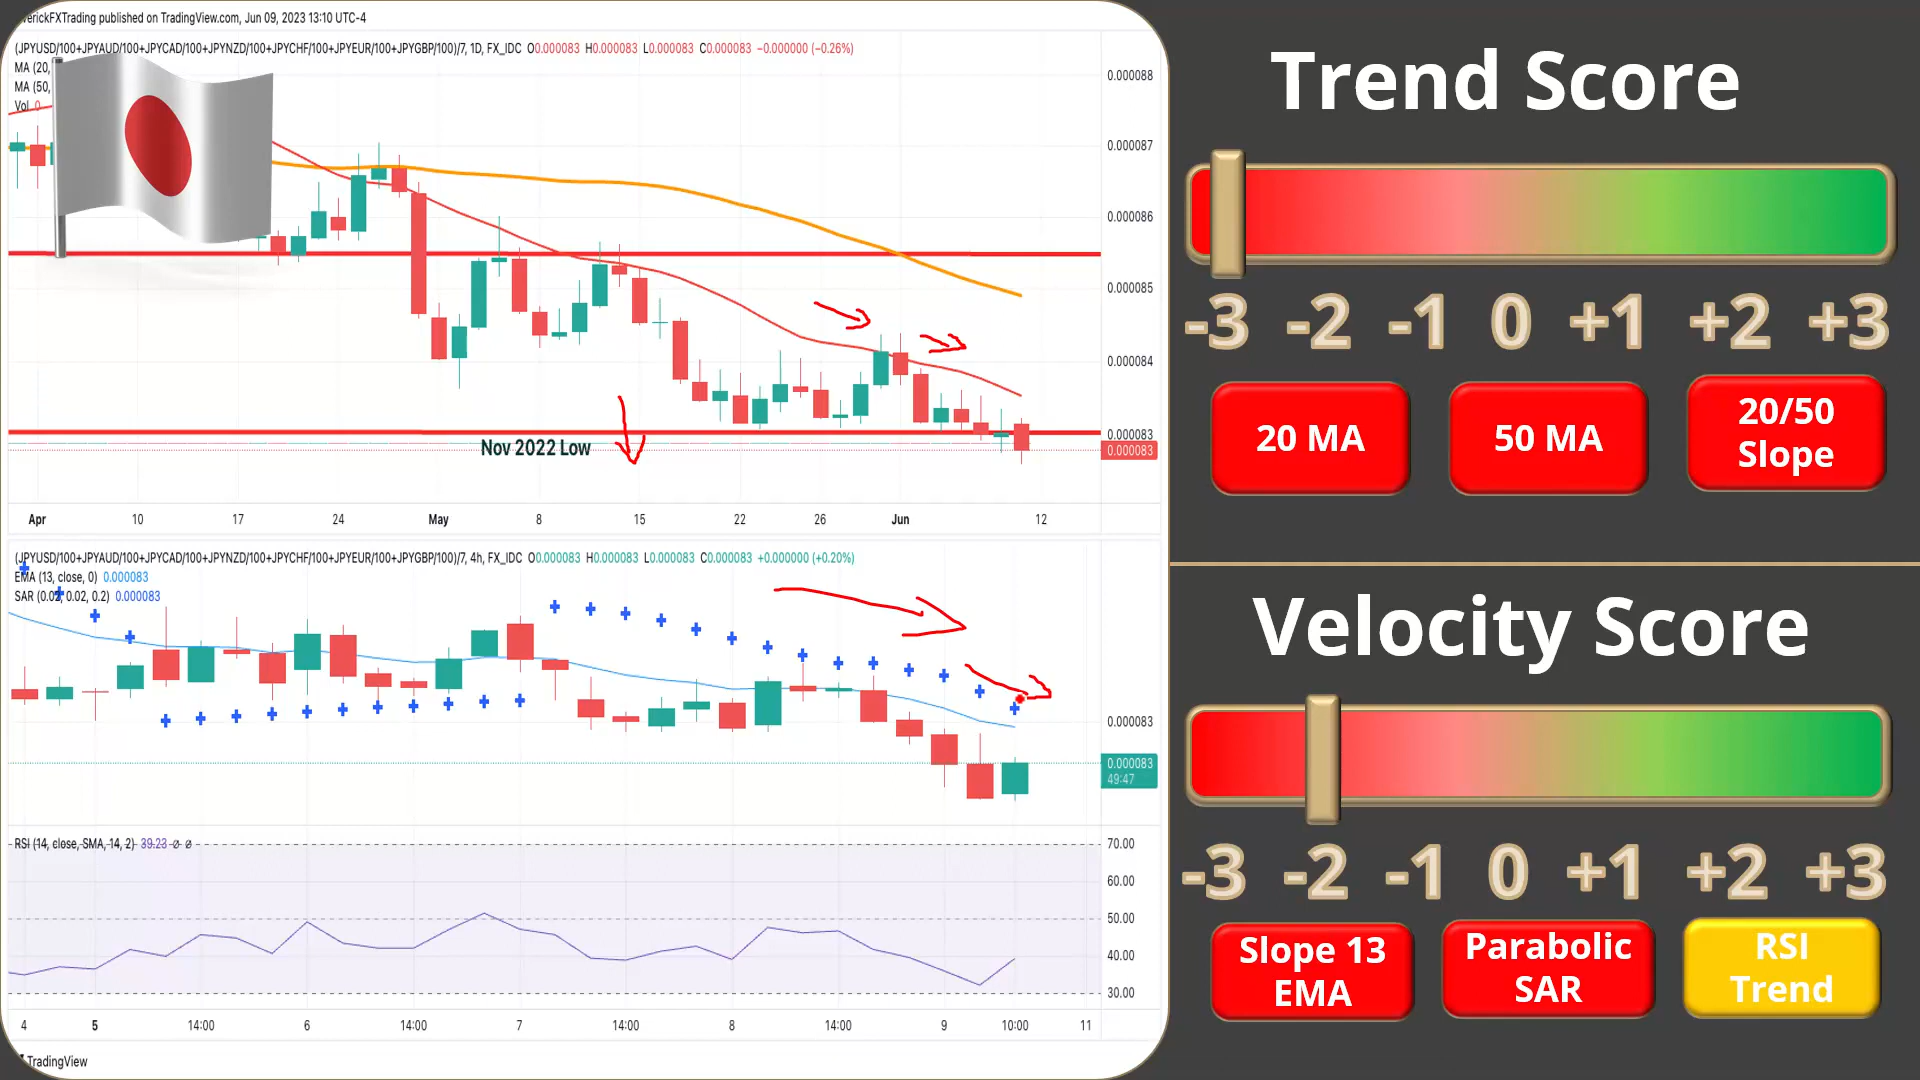 verickFXTrading published on TradingView.com, Jun 09, 2023 13:10 UTC-4
(JPYUSD/100+JPYAUD/100+JPYCAD/100+JPYNZD/100+JPYCHF/100+JPYEUR/100+JPYGBP/100)/7, 1D, FX_IDC O0.000083 H0.000083 L0.000083 C0.000083 −0.000000 (−0.26%)
MA (20,
MA (50,
Vol 0
0.000088
0.000087
0.000086
0.000085
0.000084
0.000083
0.000083
Nov 2022 Low
Apr 10 17 24 May 8 15 22 26 Jun 12
(JPYUSD/100+JPYAUD/100+JPYCAD/100+JPYNZD/100+JPYCHF/100+JPYEUR/100+JPYGBP/100)/7, 4h, FX_IDC O0.000083 H0.000083 L0.000083 C0.000083 +0.000000 (+0.20%)
EMA (13, close, 0) 0.000083
SAR (0.02, 0.02, 0.2) 0.000083
0.000083
0.000083
49:47
RSI (14, close, SMA, 14, 2) 39.23 ∅ ∅
70.00
60.00
50.00
40.00
30.00
4 5 14:00 6 14:00 7 14:00 8 14:00 9 10:00 11
TradingView
Trend Score
-3 -2 -1 0 +1 +2 +3
20 MA
50 MA
20/50
Slope
Velocity Score
-3 -2 -1 0 +1 +2 +3
Slope 13
EMA
Parabolic
SAR
RSI
Trend